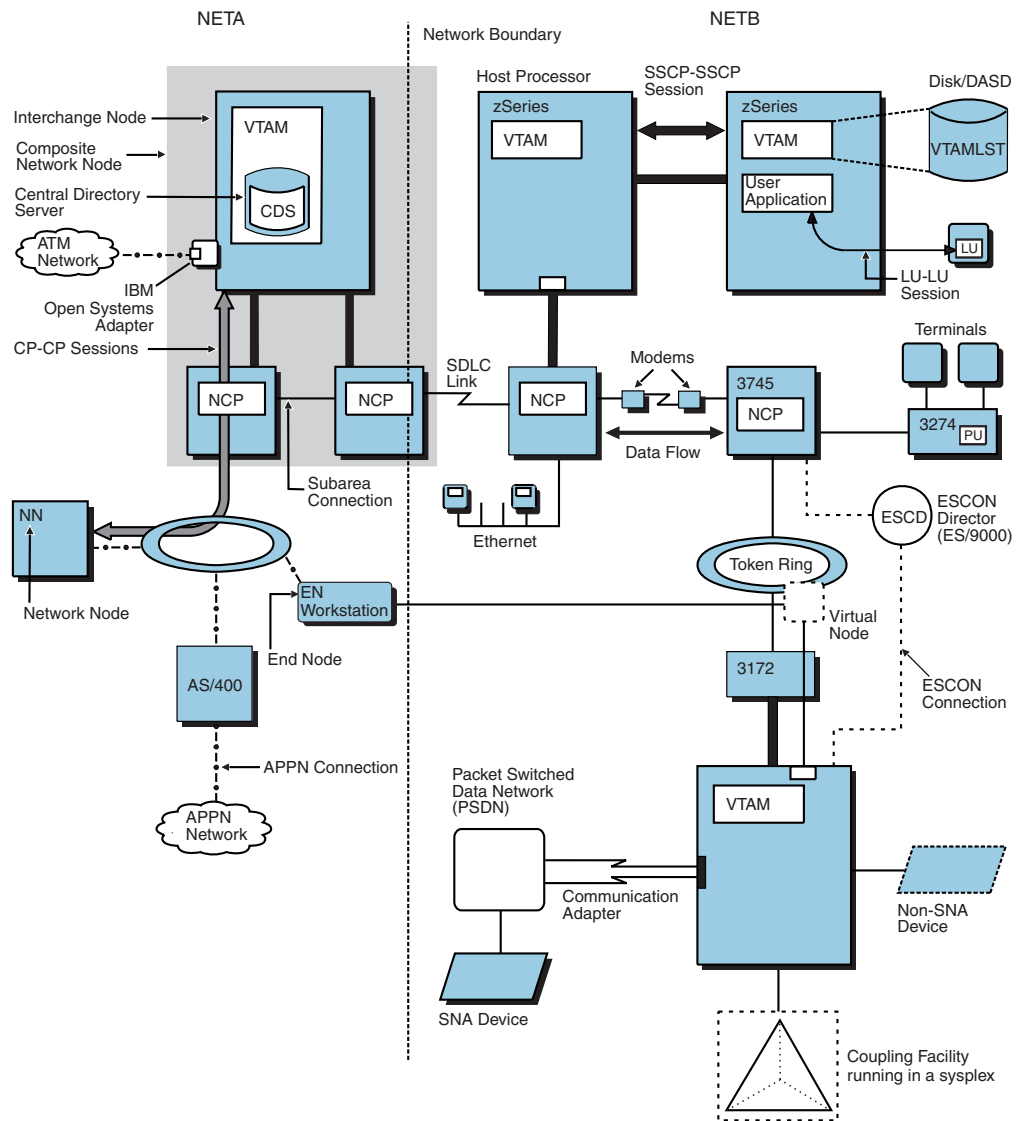 NETA
Network Boundary
NETB
Host Processor
SSCP-SSCP
Session
Disk/DASD
Interchange Node
VTAM
zSeries
VTAM
zSeries
VTAM
VTAMLST
Composite
Network Node
Central Directory
Server
CDS
User
Application
ATM
Network
LU
IBM
Open Systems
Adapter
LU-LU
Session
CP-CP Sessions
SDLC
Link
Modems
Terminals
NCP
NCP
NCP
3745
NCP
3274
PU
Data Flow
Subarea
Connection
NN
Ethernet
ESCD
ESCON
Director
(ES/9000)
Token Ring
Network Node
EN
Workstation
Virtual
Node
End Node
AS/400
3172
ESCON
Connection
APPN Connection
Packet Switched
Data Network
(PSDN)
VTAM
APPN
Network
Communication
Adapter
Non-SNA
Device
SNA Device
Coupling Facility
running in a sysplex